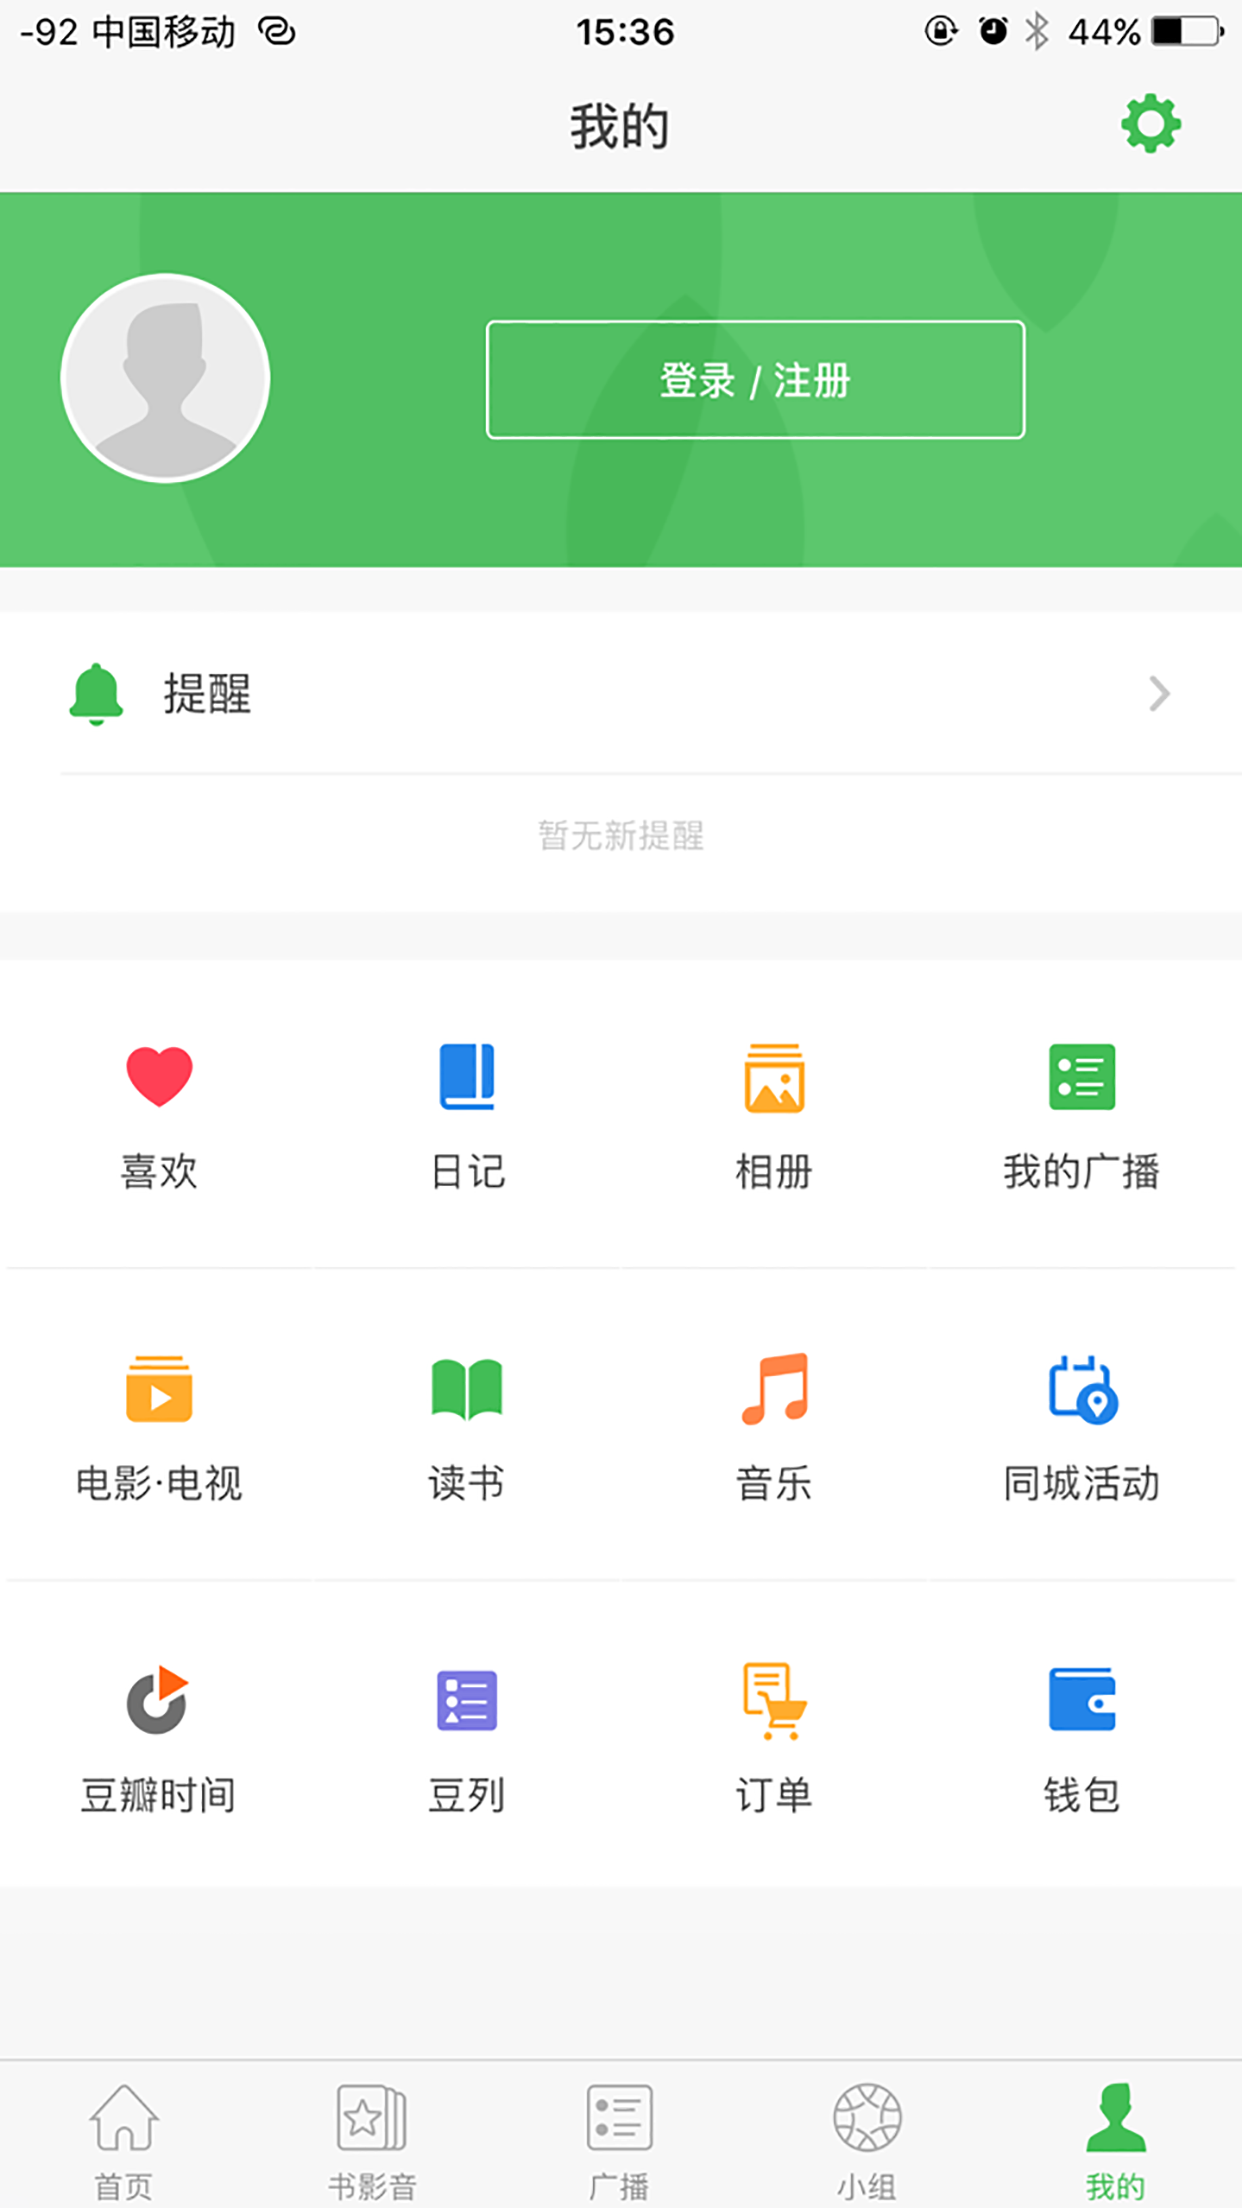 -92 中国移动 15:36 44%
我的
登录 / 注册
提醒
暂无新提醒
喜欢 日记 相册 我的广播
电影·电视 读书 音乐 同城活动
豆瓣时间 豆列 订单 钱包
首页 书影音 广播 小组 我的